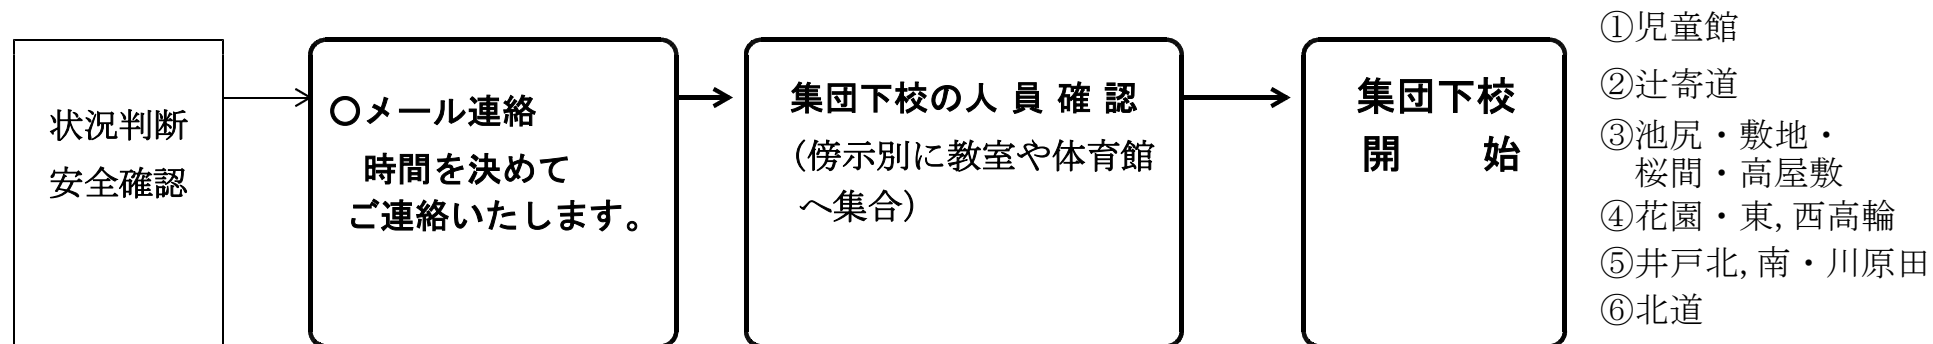 状況判断
安全確認
〇メール連絡
時間を決めて
ご連絡いたします。
集団下校の人 員 確 認
（傍示別に教室や体育館
へ集合）
集団下校
開　　始
①児童館
②辻寄道
③池尻・敷地・
桜間・高屋敷
④花園・東,西高輪
⑤井戸北,南・川原田
⑥北道